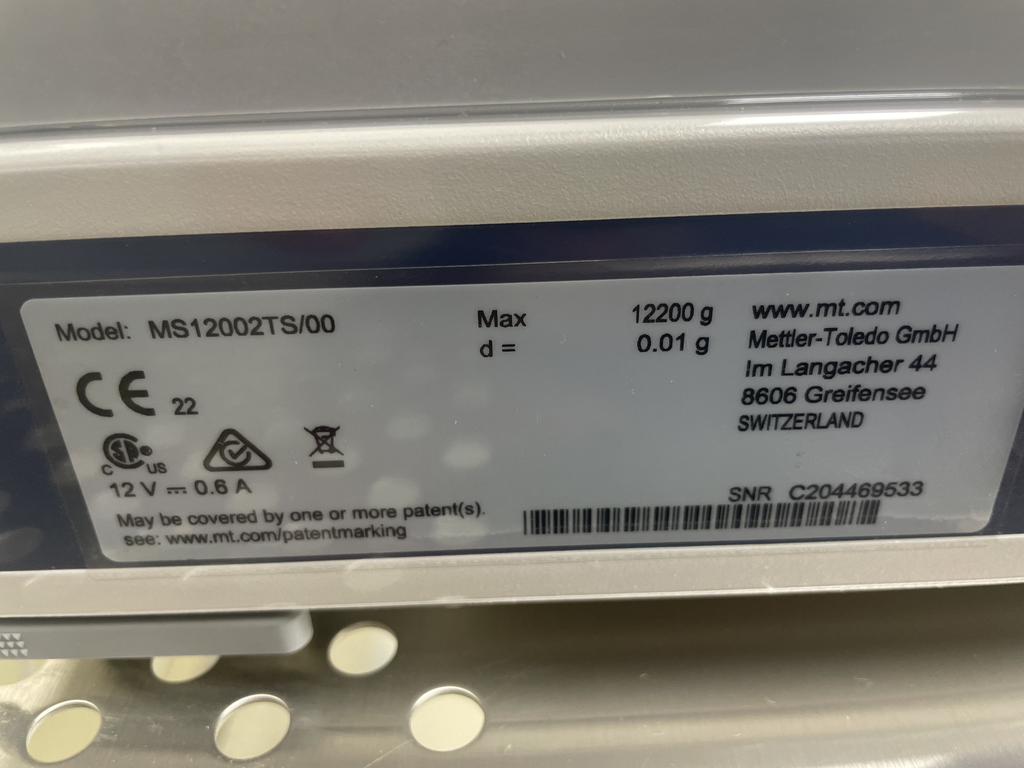 Model: MS12002TS/00
Max 12200 g
d = 0.01 g
www.mt.com
Mettler-Toledo GmbH
Im Langacher 44
8606 Greifensee
SWITZERLAND
CE 22
C SP® US
12 V ⎓ 0.6 A
May be covered by one or more patent(s).
see: www.mt.com/patentmarking
SNR C204469533